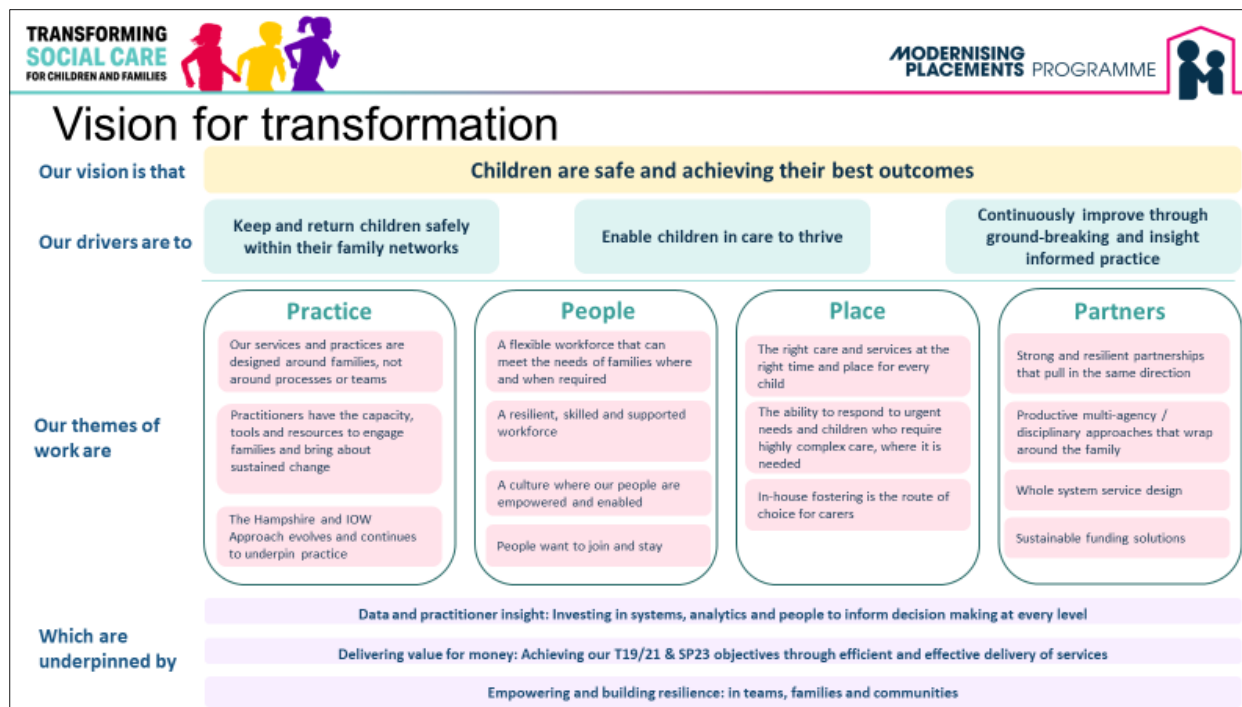 TRANSFORMING
SOCIAL CARE
FOR CHILDREN AND FAMILIES
MODERNISING
PLACEMENTS PROGRAMME
Vision for transformation
Our vision is that
Children are safe and achieving their best outcomes
Our drivers are to
Keep and return children safely
within their family networks
Enable children in care to thrive
Continuously improve through
ground-breaking and insight
informed practice
Our themes of
work are
Practice
Our services and practices are
designed around families, not
around processes or teams
Practitioners have the capacity,
tools and resources to engage
families and bring about
sustained change
The Hampshire and IOW
Approach evolves and continues
to underpin practice
People
A flexible workforce that can
meet the needs of families where
and when required
A resilient, skilled and supported
workforce
A culture where our people are
empowered and enabled
People want to join and stay
Place
The right care and services at the
right time and place for every
child
The ability to respond to urgent
needs and children who require
highly complex care, where it is
needed
In-house fostering is the route of
choice for carers
Partners
Strong and resilient partnerships
that pull in the same direction
Productive multi-agency /
disciplinary approaches that wrap
around the family
Whole system service design
Sustainable funding solutions
Which are
underpinned by
Data and practitioner insight: Investing in systems, analytics and people to inform decision making at every level
Delivering value for money: Achieving our T19/21 & SP23 objectives through efficient and effective delivery of services
Empowering and building resilience: in teams, families and communities